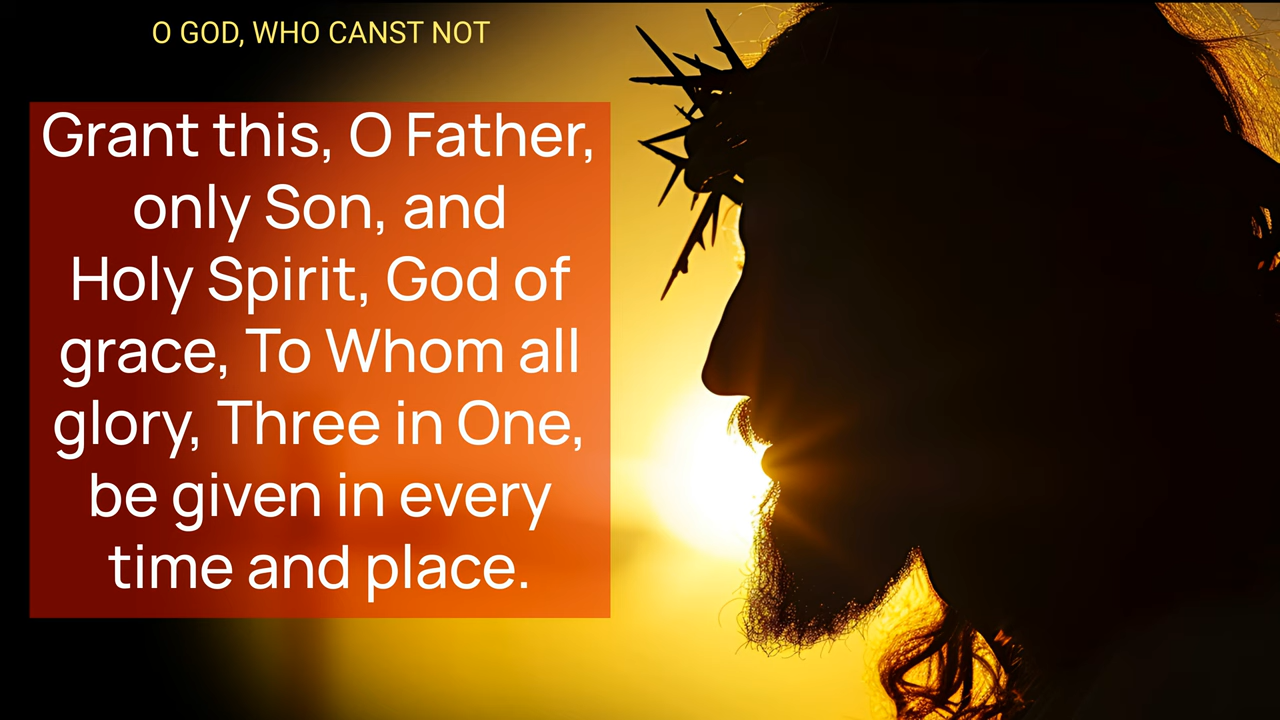 O GOD, WHO CANST NOT
Grant this, O Father,
only Son, and
Holy Spirit, God of
grace, To Whom all
glory, Three in One,
be given in every
time and place.